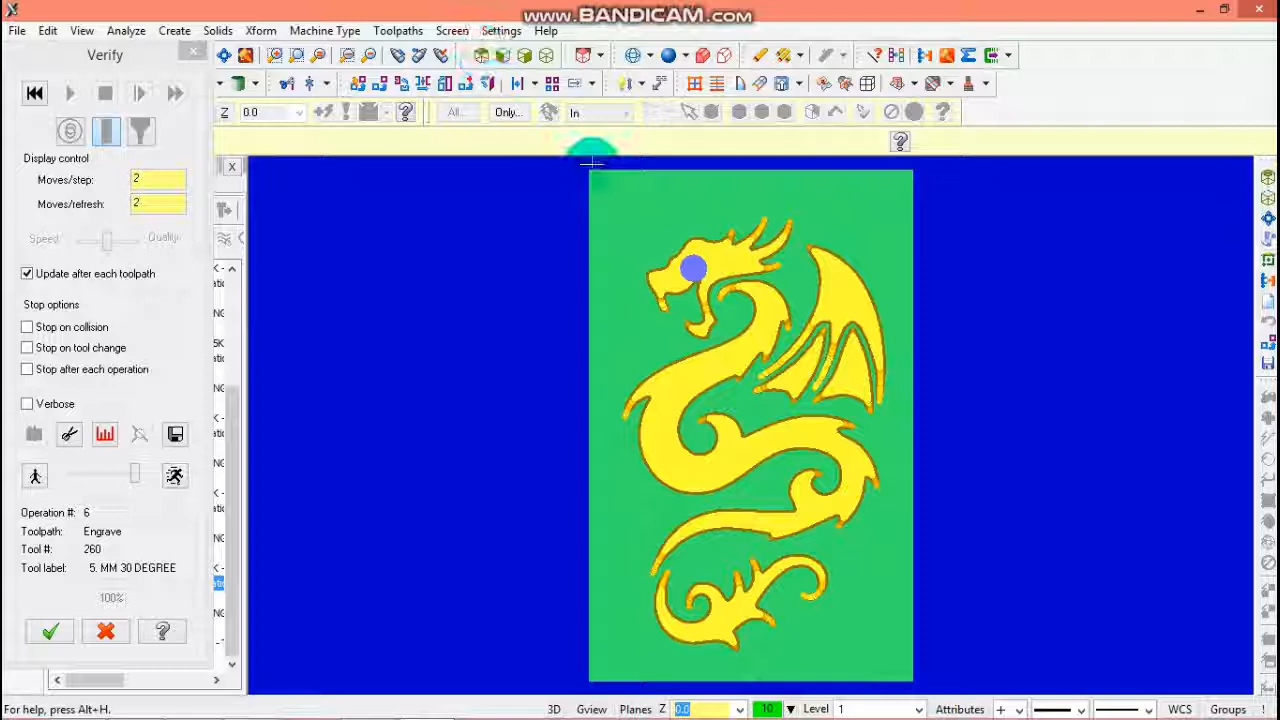 www.BANDICAM.com
File Edit View Analyze Create Solids Xform Machine Type Toolpaths Screen Settings Help
Verify
Z 0.0 All... Only... In
Display control
Moves/step: 2
Moves/refresh: 2
Speed: Quality:
Update after each toolpath
Stop options
Stop on collision
Stop on tool change
Stop after each operation
Verbose
Operation #: 6
Toolpath: Engrave
Tool #: 260
Tool label: 5. MM 30 DEGREE
100%
For help, press Alt+H.
3D Gview Planes Z 0.0 10 Level 1 Attributes WCS Groups